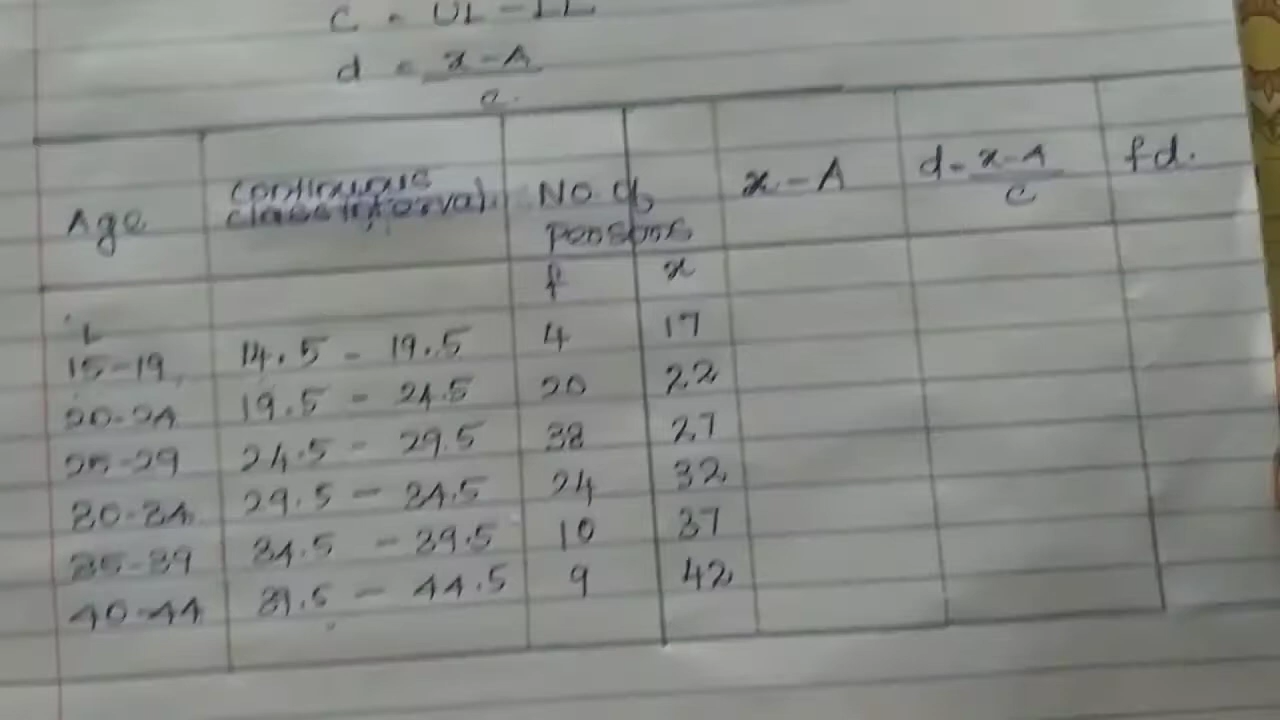 C = UL - LL
d = x - A
c
Age continuous class interval. No. of persons x - A d = x - A / c fd.
f x
15-19 14.5 - 19.5 4 17
20-24 19.5 - 24.5 20 22
25-29 24.5 - 29.5 38 27
30-34 29.5 - 34.5 24 32
35-39 34.5 - 39.5 10 37
40-44 39.5 - 44.5 9 42